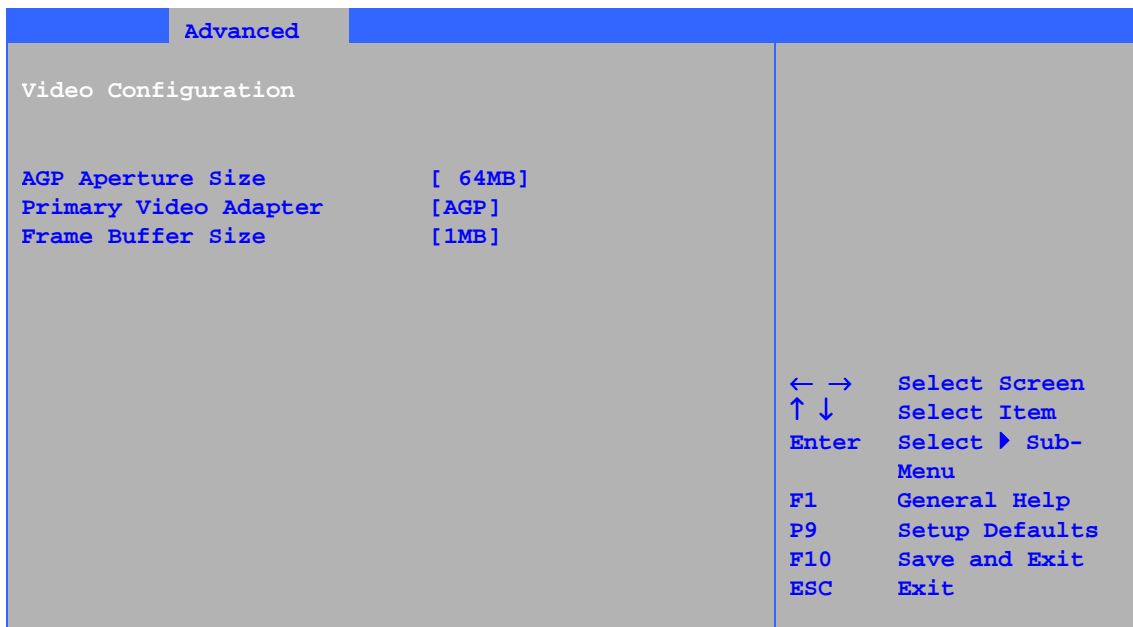 Advanced
Video Configuration
AGP Aperture Size [ 64MB]
Primary Video Adapter [AGP]
Frame Buffer Size [1MB]
← → Select Screen
↑ ↓ Select Item
Enter Select ▶ Sub-
Menu
F1 General Help
P9 Setup Defaults
F10 Save and Exit
ESC Exit